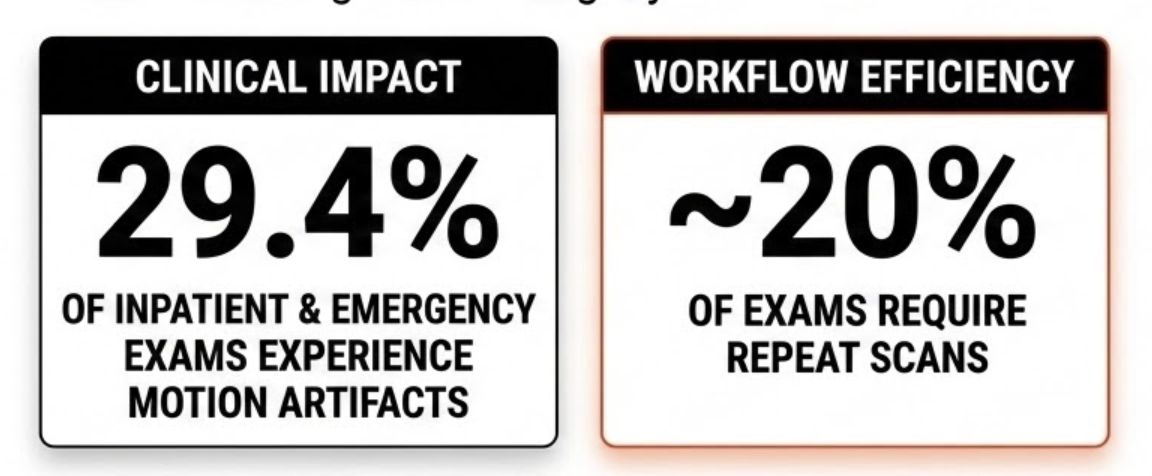 CLINICAL IMPACT
29.4%
OF INPATIENT & EMERGENCY
EXAMS EXPERIENCE
MOTION ARTIFACTS
WORKFLOW EFFICIENCY
~20%
OF EXAMS REQUIRE
REPEAT SCANS